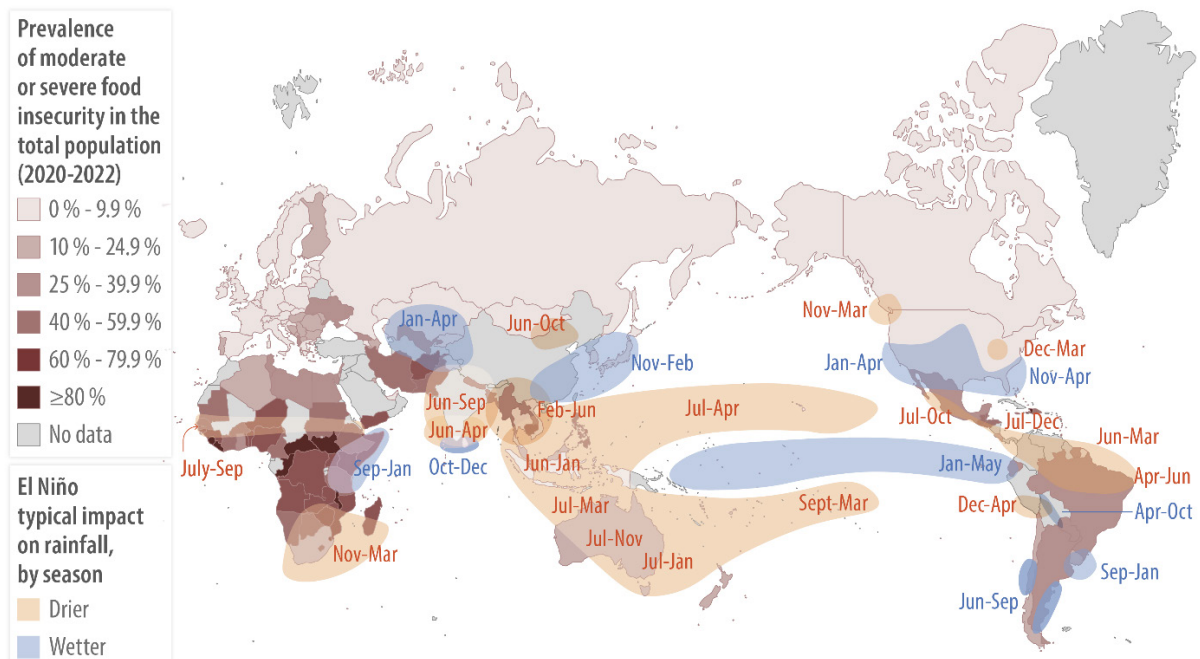 Prevalence
of moderate
or severe food
insecurity in the
total population
(2020-2022)
0 % - 9.9 %
10 % - 24.9 %
25 % - 39.9 %
40 % - 59.9 %
60 % - 79.9 %
≥80 %
No data
El Niño
typical impact
on rainfall,
by season
Drier
Wetter
Jan-Apr
Jun-Oct
Nov-Feb
Jun-Sep
Jun-Apr
Oct-Dec
Feb-Jun
Jul-Apr
July-Sep
Sep-Jan
Nov-Mar
Jun-Jan
Jul-Mar
Jul-Nov
Jul-Jan
Sept-Mar
Nov-Mar
Jan-Apr
Dec-Mar
Nov-Apr
Jul-Oct
Jul-Dec
Jun-Mar
Jan-May
Apr-Jun
Dec-Apr
Apr-Oct
Sep-Jan
Jun-Sep